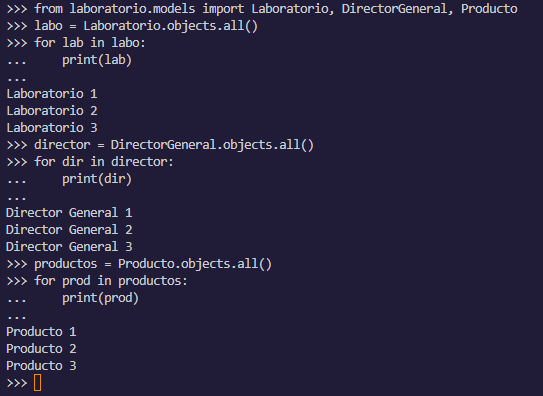 >>> from laboratorio.models import Laboratorio, DirectorGeneral, Producto
>>> labo = Laboratorio.objects.all()
>>> for lab in labo:
...     print(lab)
...
Laboratorio 1
Laboratorio 2
Laboratorio 3
>>> director = DirectorGeneral.objects.all()
>>> for dir in director:
...     print(dir)
...
Director General 1
Director General 2
Director General 3
>>> productos = Producto.objects.all()
>>> for prod in productos:
...     print(prod)
...
Producto 1
Producto 2
Producto 3
>>>